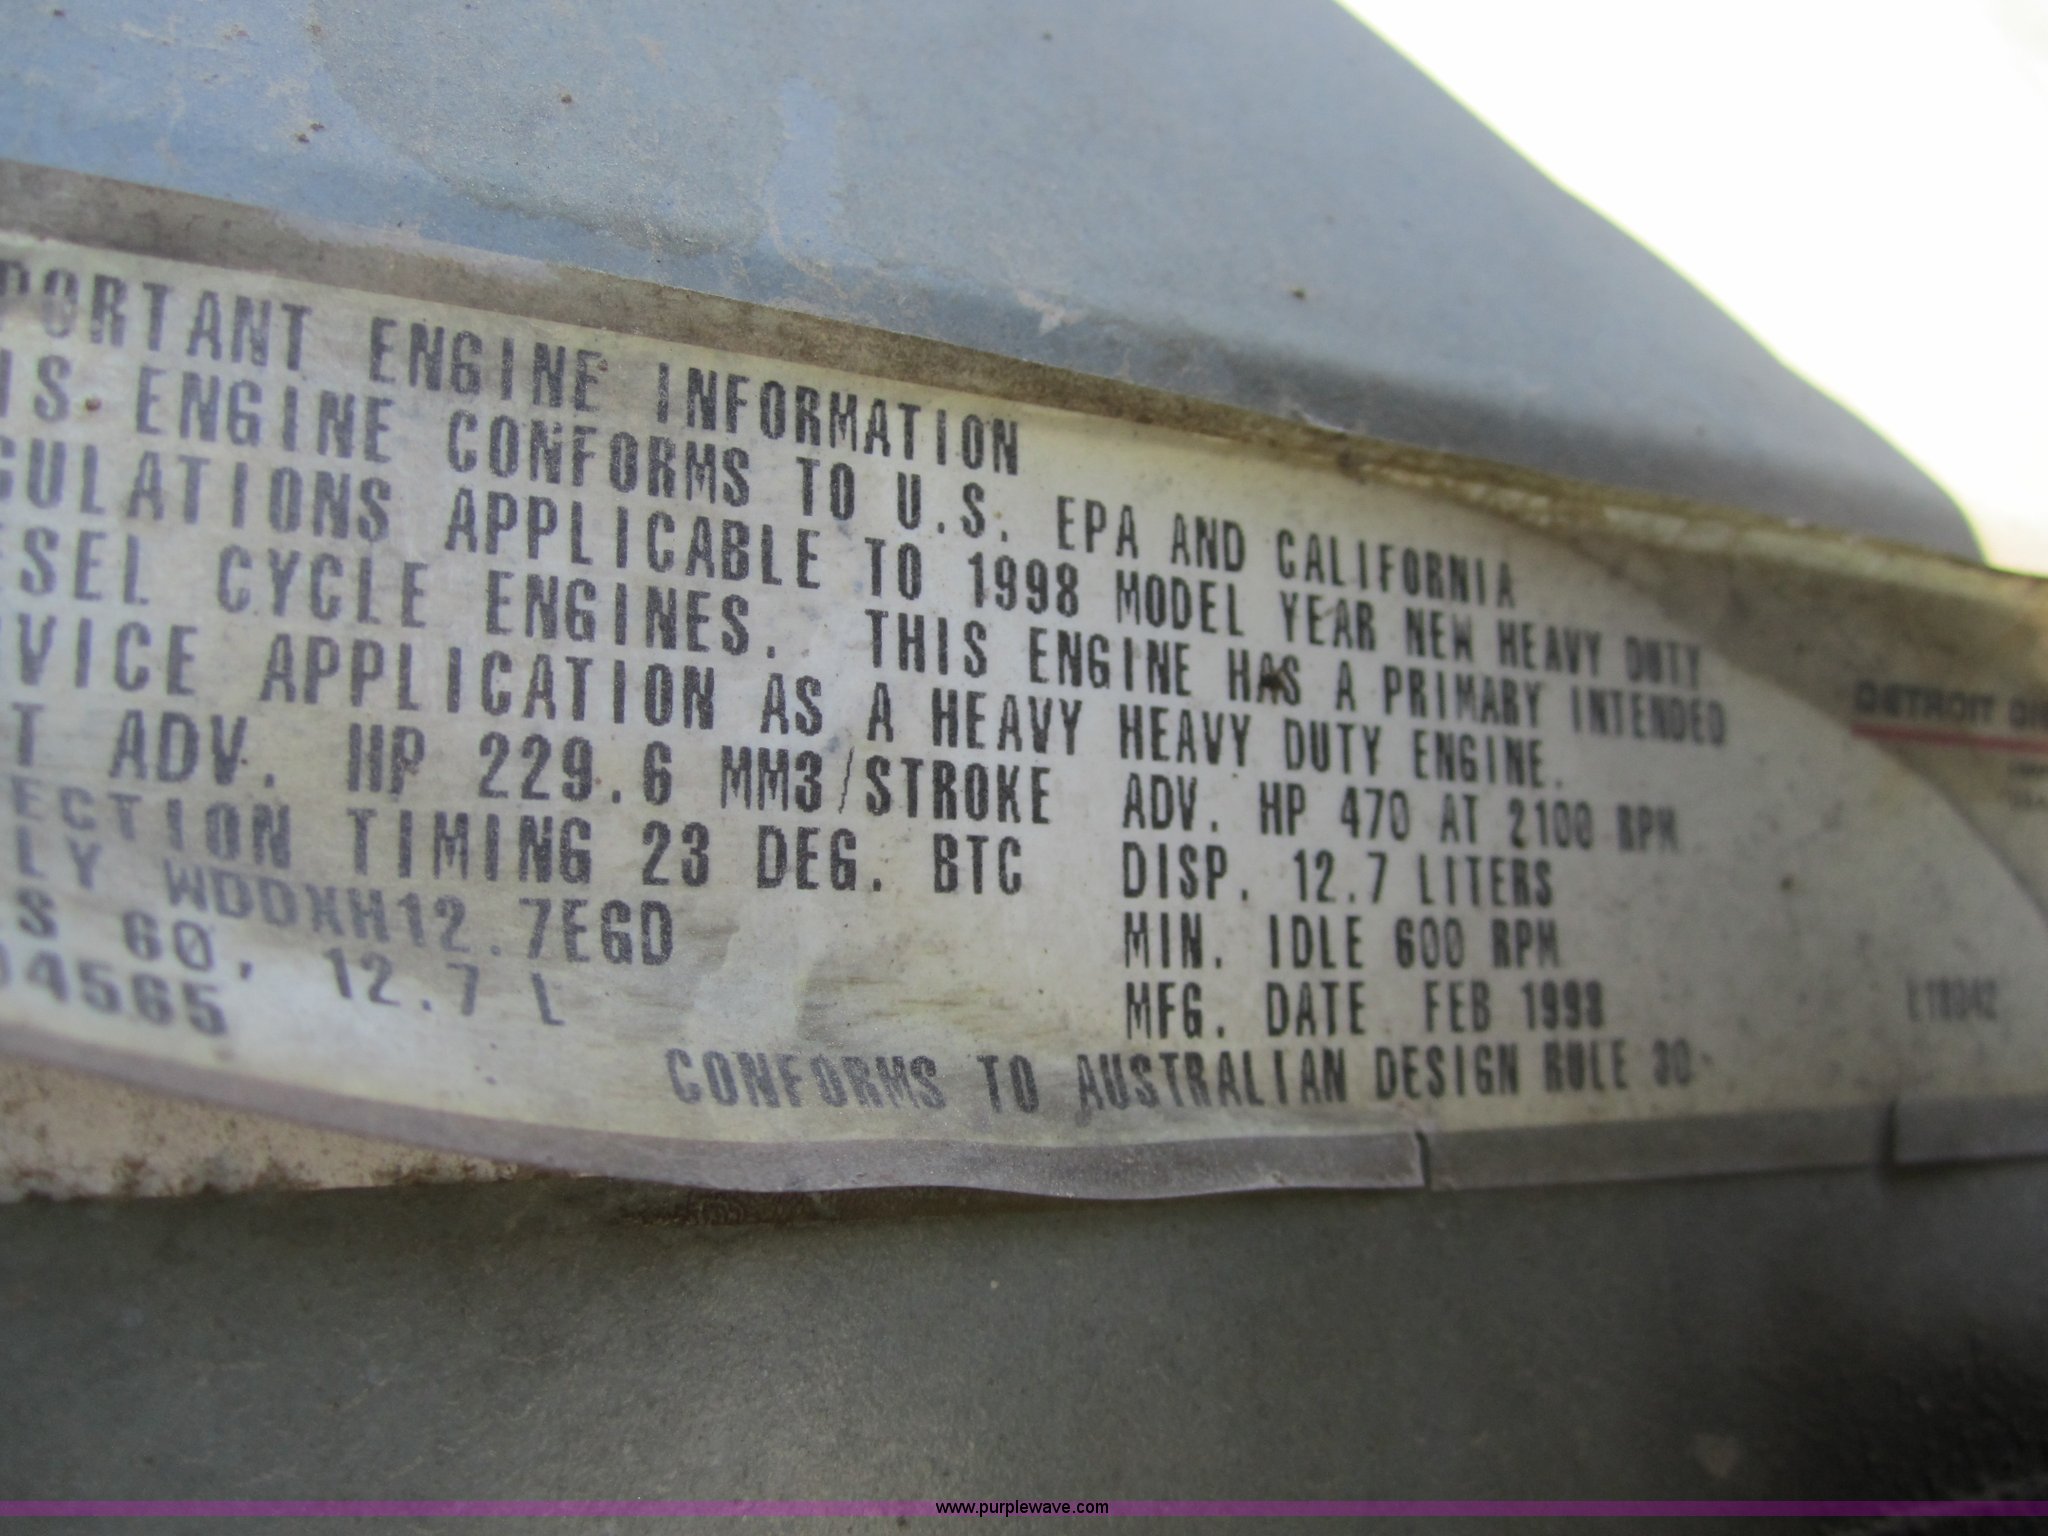 PORTANT ENGINE INFORMATION
IS ENGINE CONFORMS TO U.S. EPA AND CALIFORNIA
GULATIONS APPLICABLE TO 1998 MODEL YEAR NEW HEAVY DUTY
ESEL CYCLE ENGINES. THIS ENGINE HAS A PRIMARY INTENDED
VICE APPLICATION AS A HEAVY HEAVY DUTY ENGINE.
T ADV. HP 229.6 MM3/STROKE ADV. HP 470 AT 2100 RPM
ECTION TIMING 23 DEG. BTC DISP. 12.7 LITERS
LY WDDXH12.7EGD MIN. IDLE 600 RPM
S 60, 12.7 L MFG. DATE FEB 1998
04565 CONFORMS TO AUSTRALIAN DESIGN RULE 30
DETROIT
L18942
www.purplewave.com